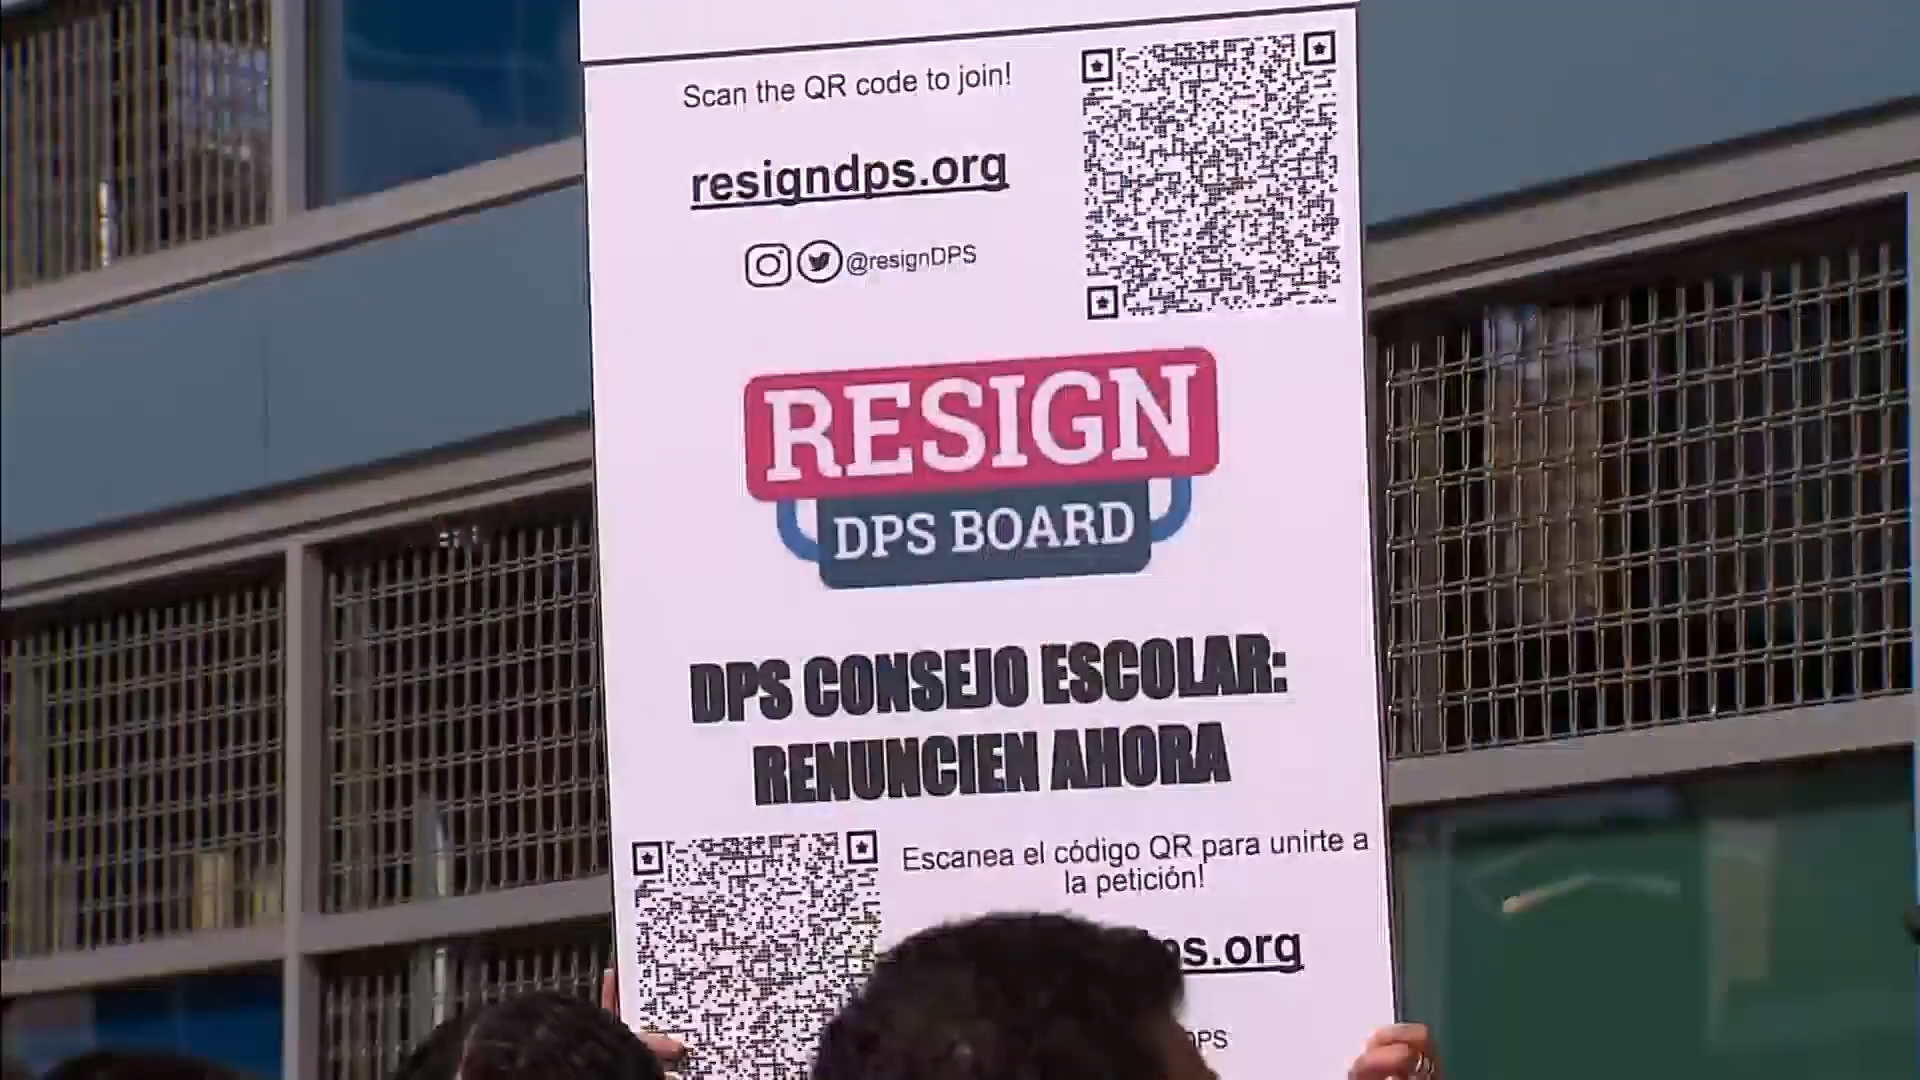 Scan the QR code to join!
resigndps.org
@resignDPS
RESIGN
DPS BOARD
DPS CONSEJO ESCOLAR:
RENUNCIEN AHORA
Escanea el código QR para unirte a
la petición!
s.org
DPS